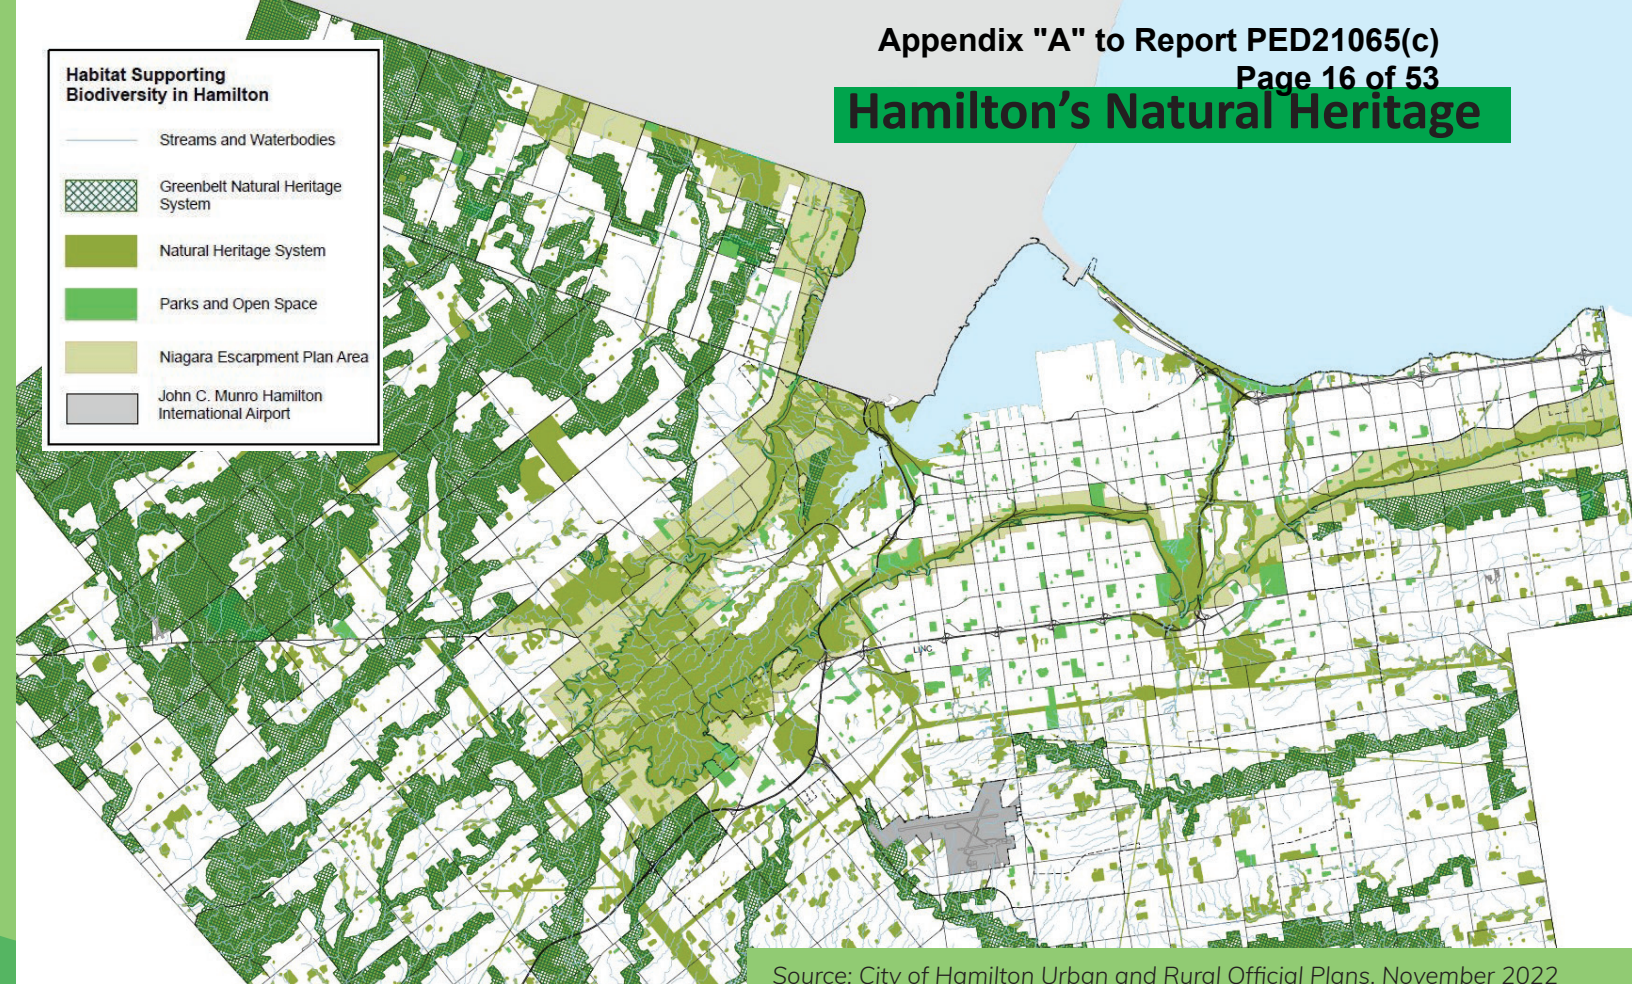 Appendix "A" to Report PED21065(c)
Page 16 of 53
Hamilton's Natural Heritage
Habitat Supporting
Biodiversity in Hamilton
Streams and Waterbodies
Greenbelt Natural Heritage
System
Natural Heritage System
Parks and Open Space
Niagara Escarpment Plan Area
John C. Munro Hamilton
International Airport
LINC
Source: City of Hamilton Urban and Rural Official Plans, November 2022